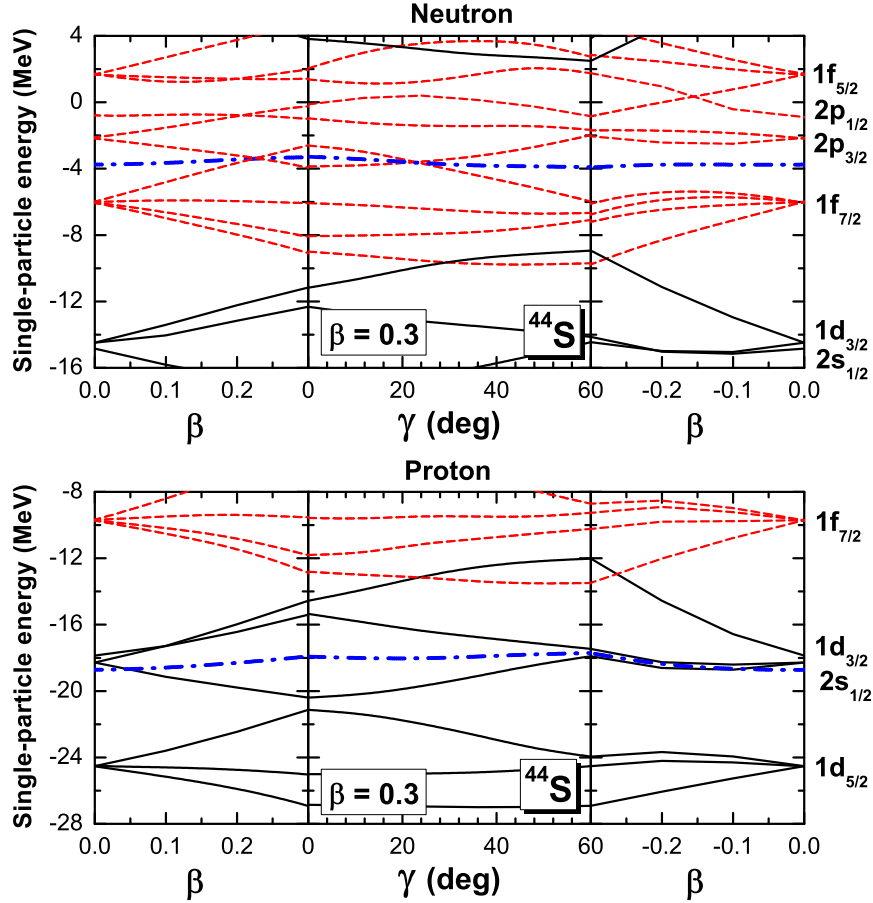 Neutron
Single-particle energy (MeV)
4
0
-4
-8
-12
-16
1f5/2
2p1/2
2p3/2
1f7/2
1d3/2
2s1/2
β = 0.3
44S
0.0 0.1 0.2 0 20 40 60 -0.2 -0.1 0.0
β γ (deg) β
Proton
Single-particle energy (MeV)
-8
-12
-16
-20
-24
-28
1f7/2
1d3/2
2s1/2
1d5/2
β = 0.3
44S
0.0 0.1 0.2 0 20 40 60 -0.2 -0.1 0.0
β γ (deg) β